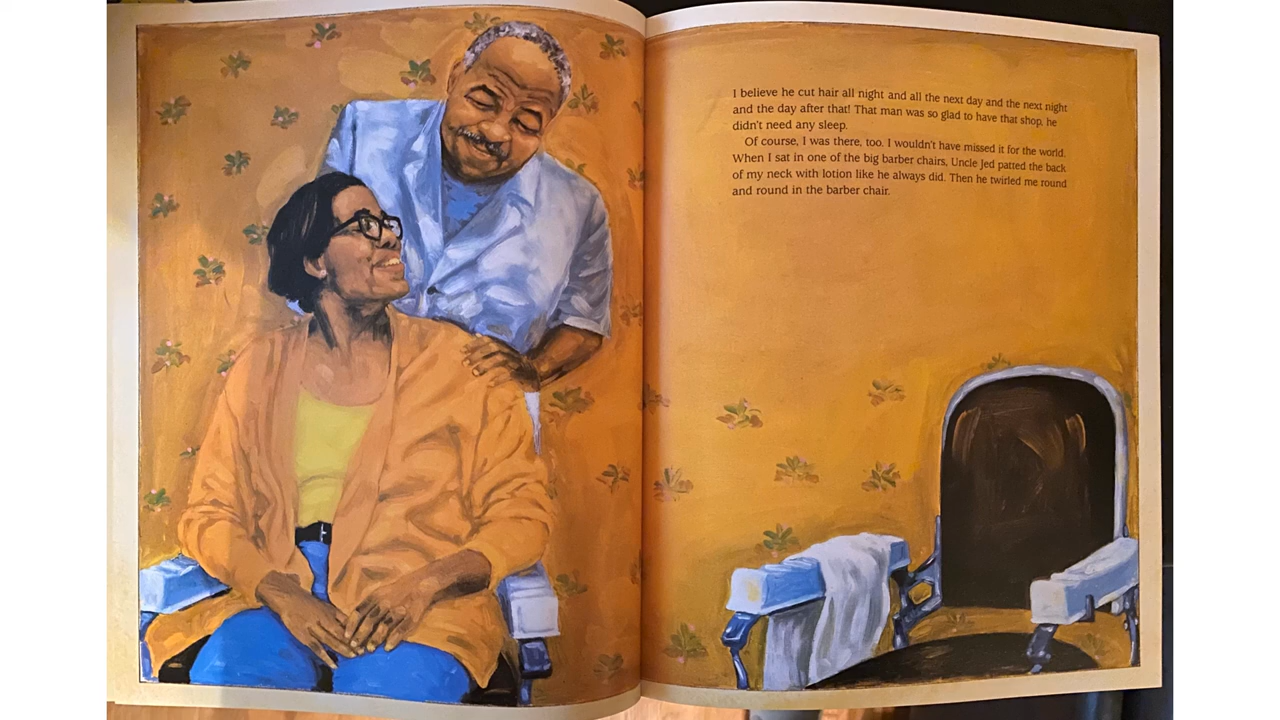 I believe he cut hair all night and all the next day and the next night
and the day after that! That man was so glad to have that shop, he
didn't need any sleep.
Of course, I was there, too. I wouldn't have missed it for the world.
When I sat in one of the big barber chairs, Uncle Jed patted the back
of my neck with lotion like he always did. Then he twirled me round
and round in the barber chair.